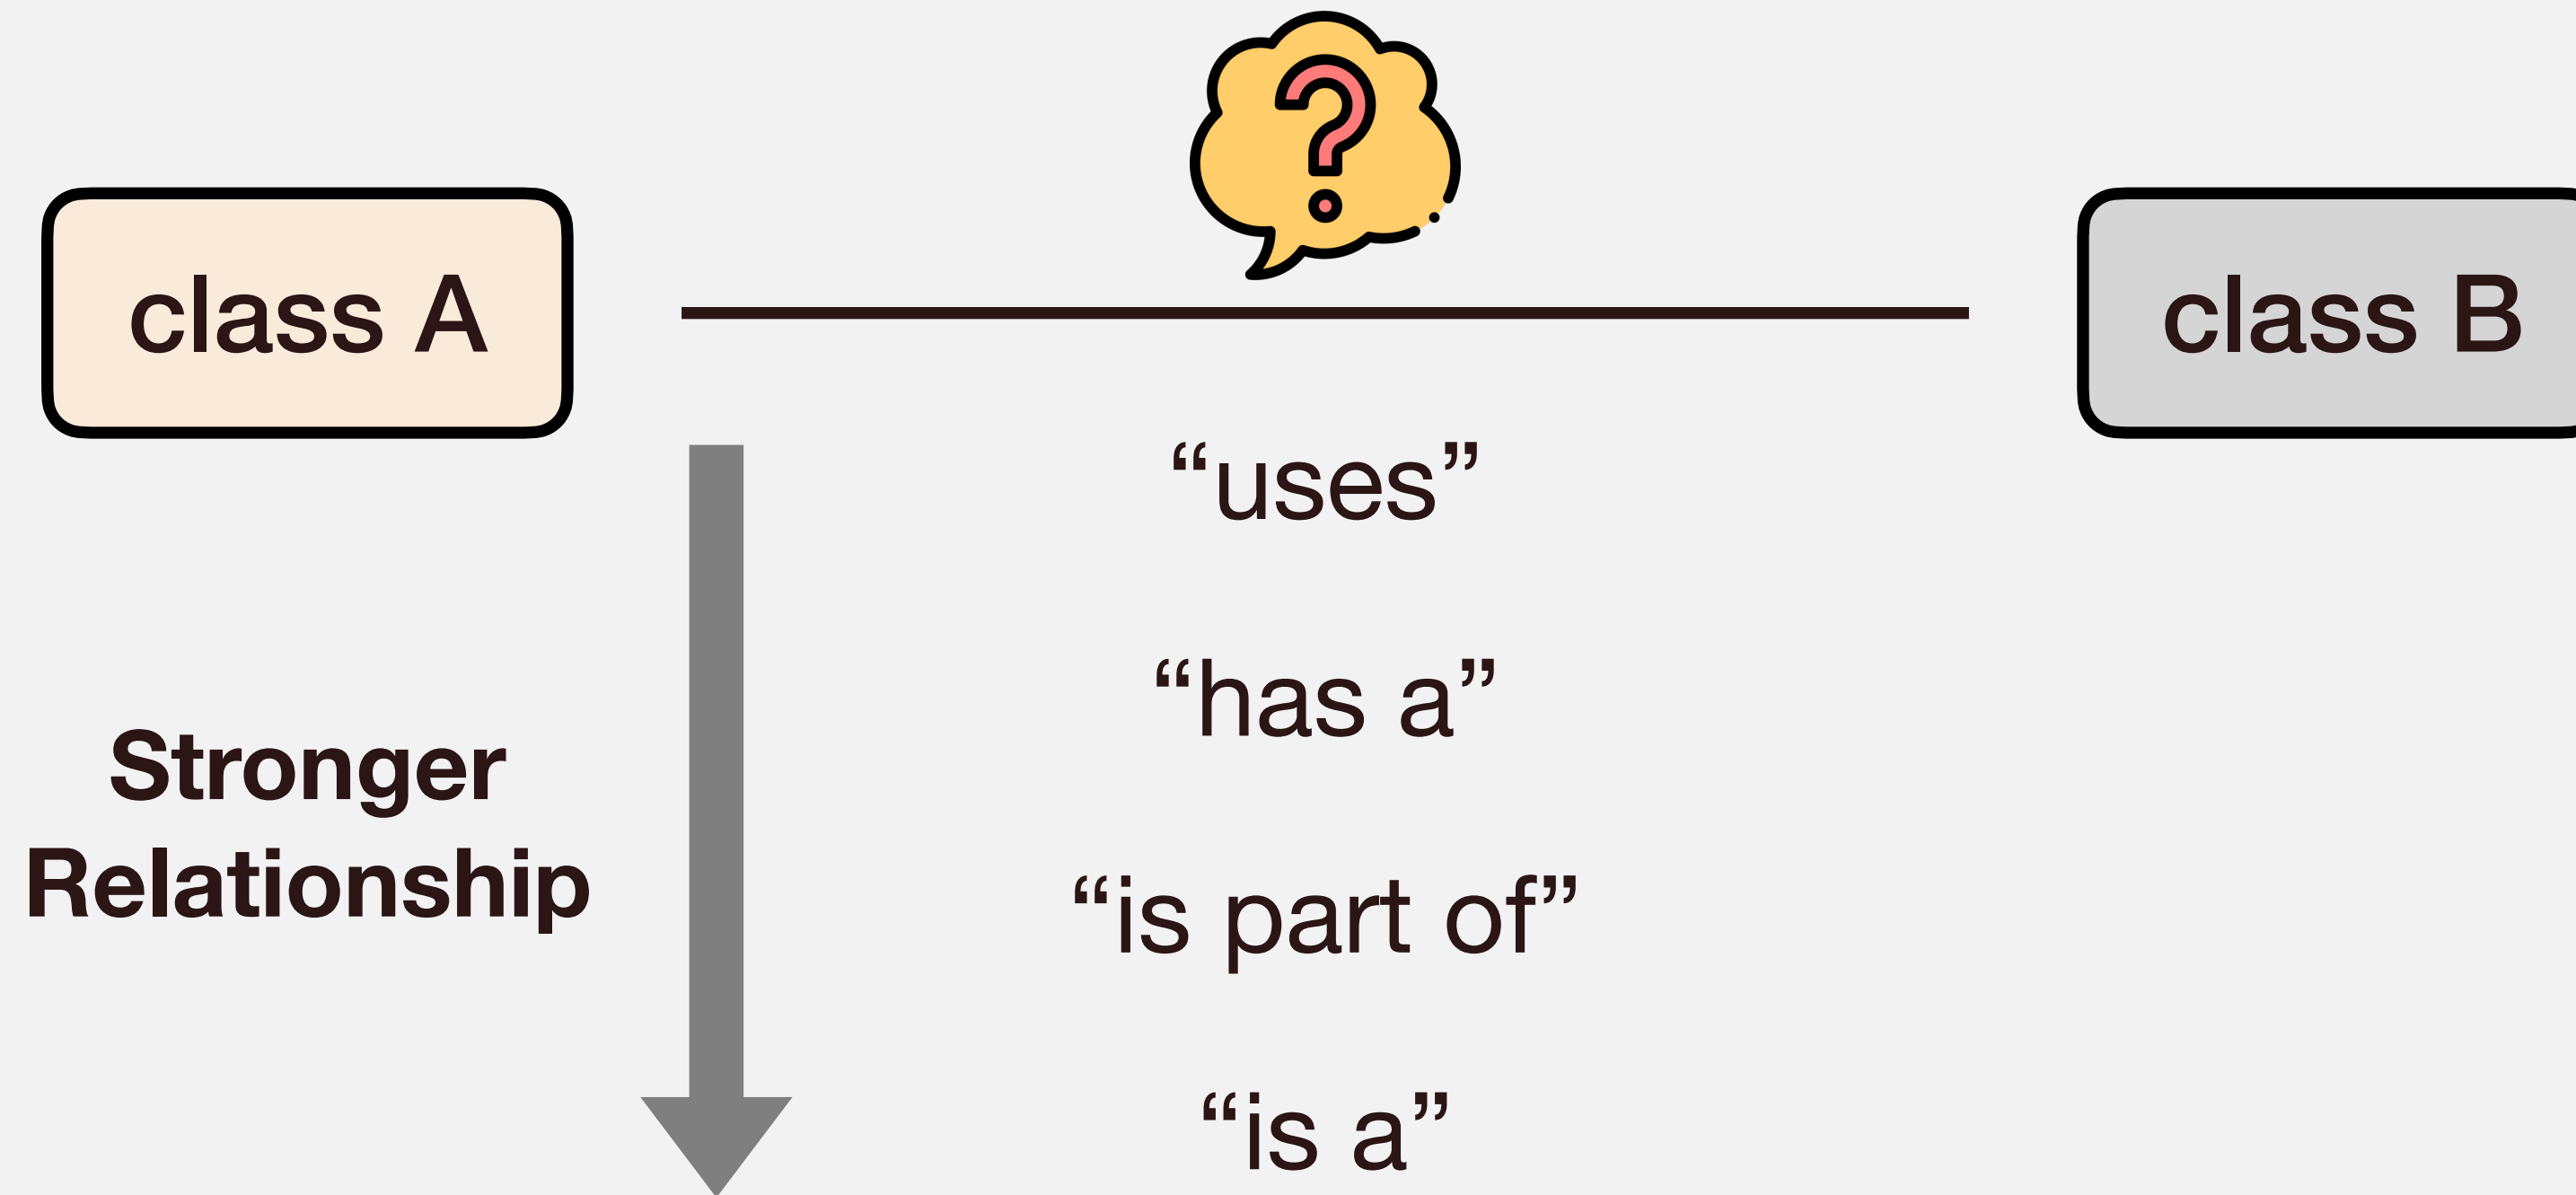 ?
class A
class B
“uses”
“has a”
Stronger
Relationship
“is part of”
“is a”